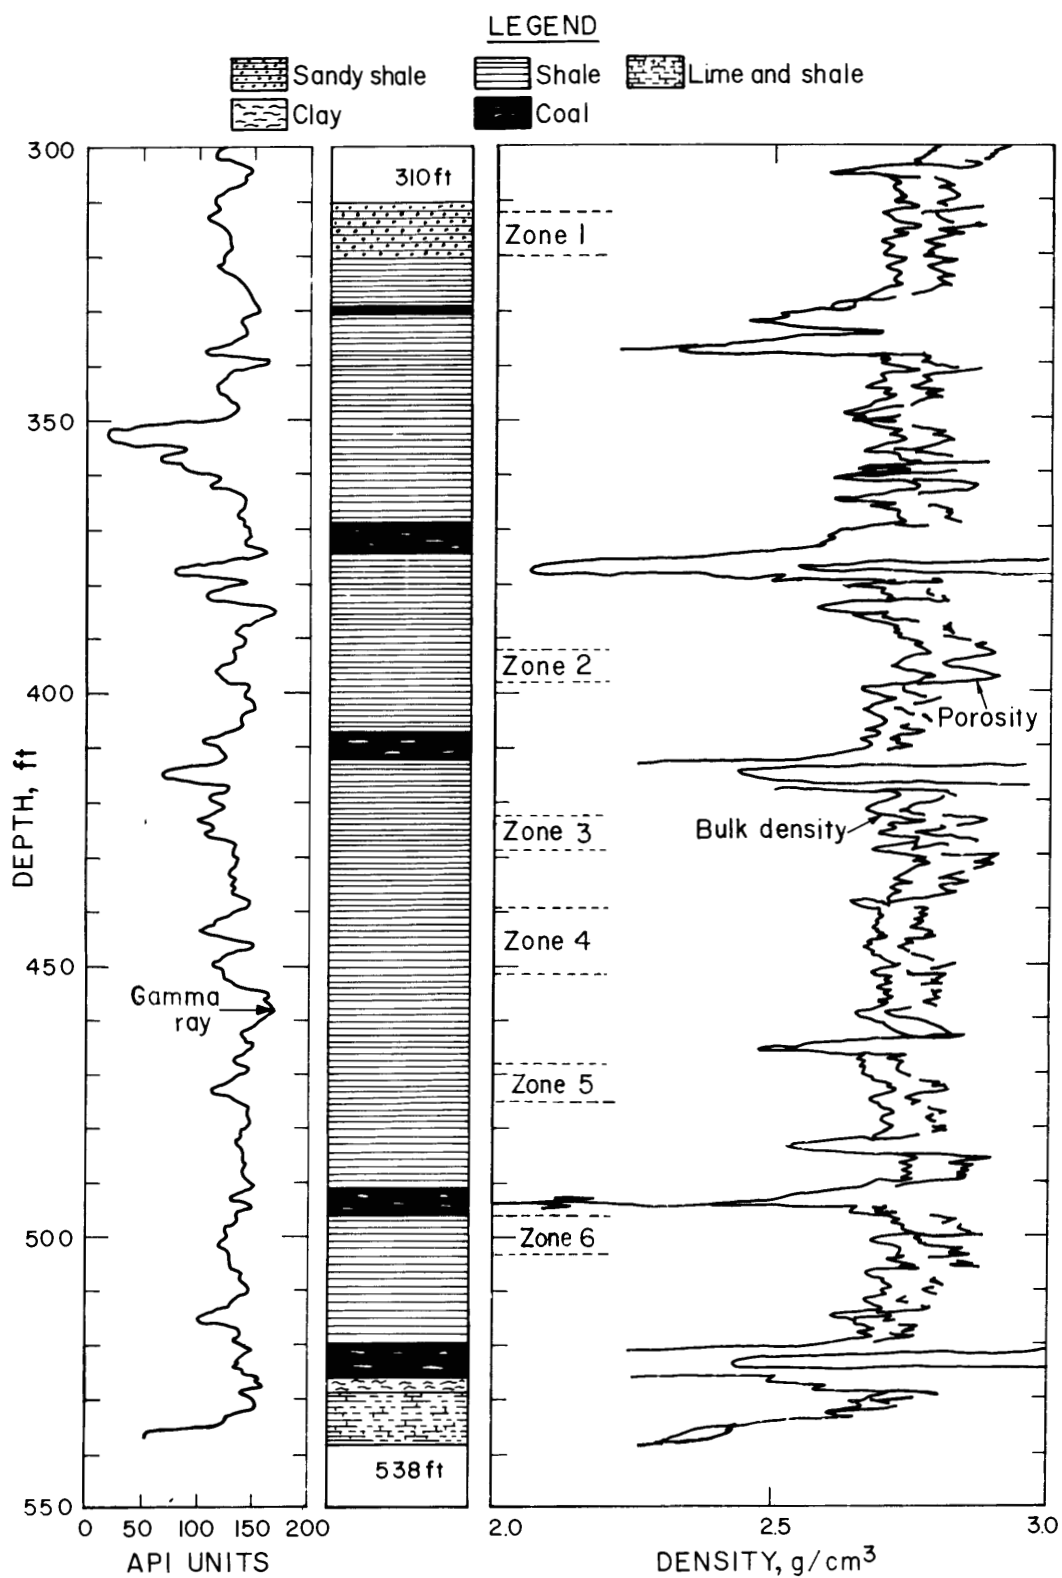 LEGEND
Sandy shale
Shale
Lime and shale
Clay
Coal
300
350
400
450
500
550
DEPTH, ft
310 ft
538 ft
Zone 1
Zone 2
Zone 3
Zone 4
Zone 5
Zone 6
Porosity
Bulk density
Gamma
ray
0 50 100 150 200
API UNITS
2.0 2.5 3.0
DENSITY, g/cm³